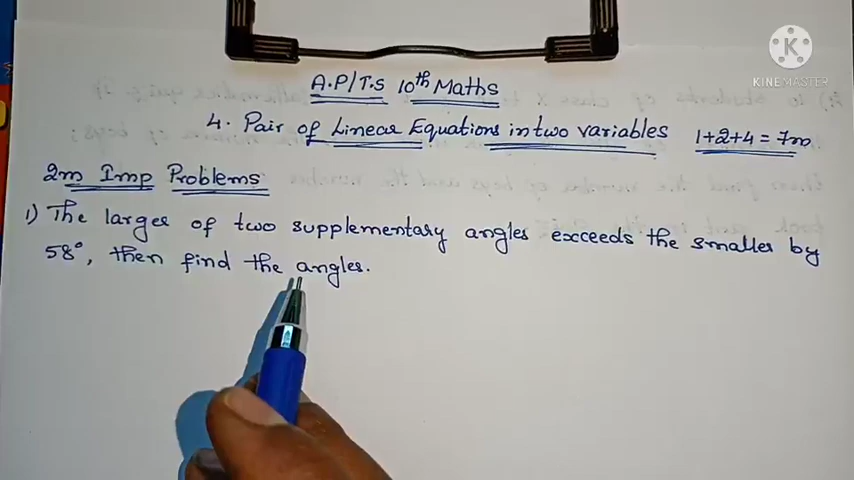 KINEMASTER
A.P/T.S 10th Maths
4. Pair of Linear Equations in two variables 1+2+4 = 7m
2m Imp Problems
1) The larger of two supplementary angles exceeds the smaller by
58°, then find the angles.